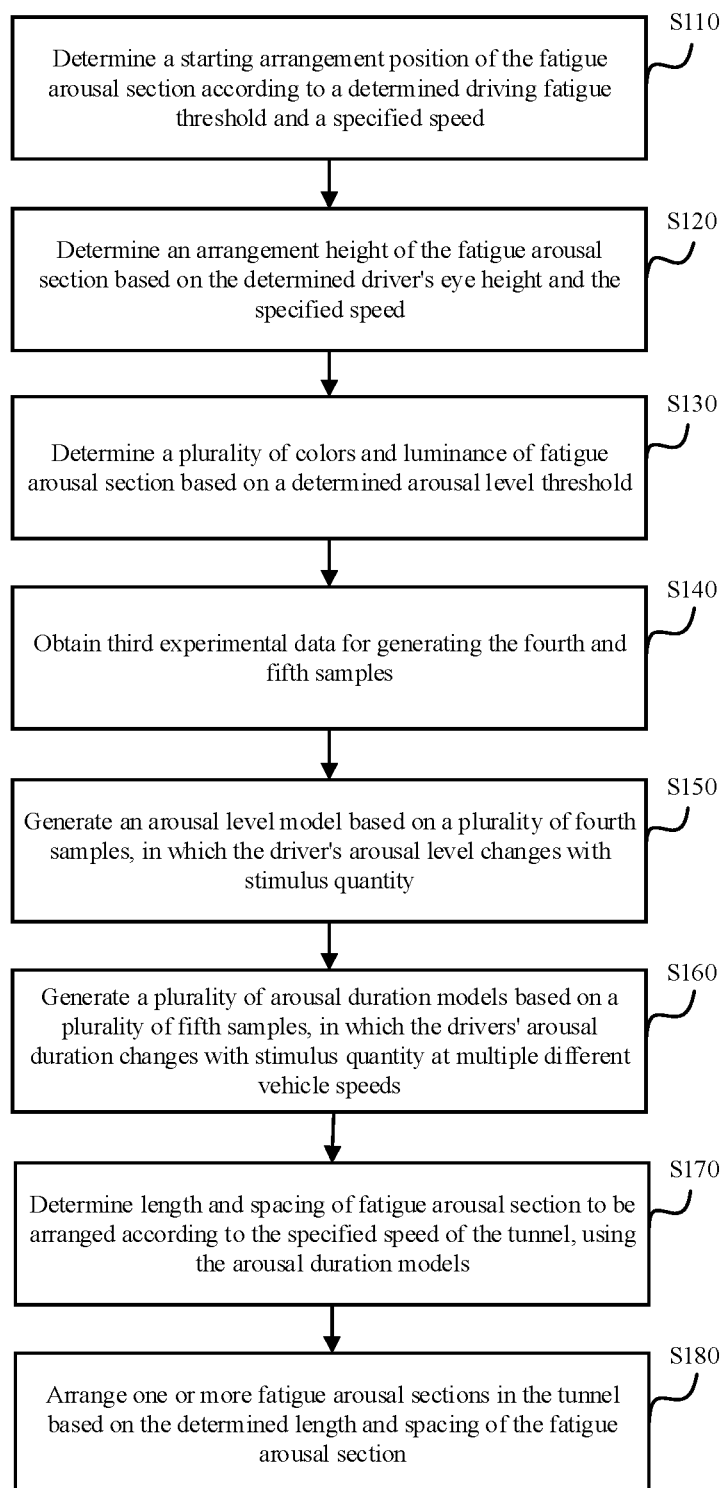 S110
Determine a starting arrangement position of the fatigue
arousal section according to a determined driving fatigue
threshold and a specified speed
S120
Determine an arrangement height of the fatigue arousal
section based on the determined driver's eye height and the
specified speed
S130
Determine a plurality of colors and luminance of fatigue
arousal section based on a determined arousal level threshold
S140
Obtain third experimental data for generating the fourth and
fifth samples
S150
Generate an arousal level model based on a plurality of fourth
samples, in which the driver's arousal level changes with
stimulus quantity
S160
Generate a plurality of arousal duration models based on a
plurality of fifth samples, in which the drivers' arousal
duration changes with stimulus quantity at multiple different
vehicle speeds
S170
Determine length and spacing of fatigue arousal section to be
arranged according to the specified speed of the tunnel, using
the arousal duration models
S180
Arrange one or more fatigue arousal sections in the tunnel
based on the determined length and spacing of the fatigue
arousal section